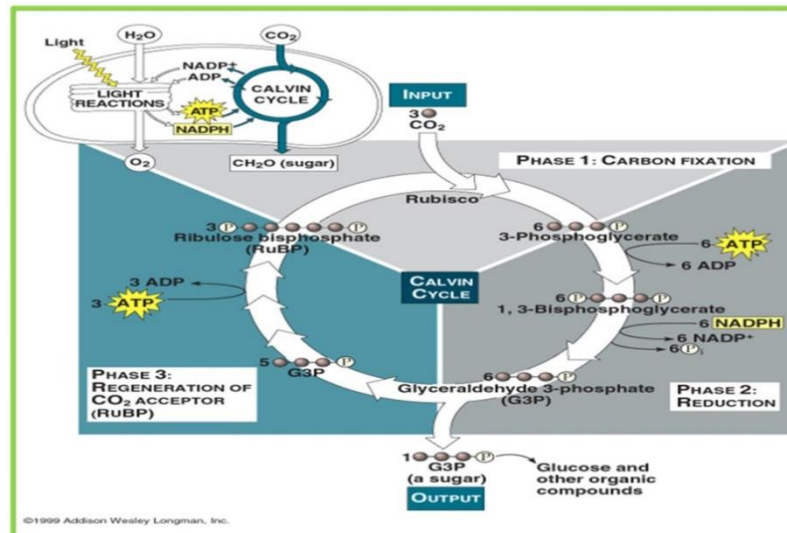 Light
H₂O
CO₂
NADP⁺
ADP
LIGHT
REACTIONS
CALVIN
CYCLE
ATP
NADPH
O₂
CH₂O (sugar)
INPUT
3
CO₂
PHASE 1: CARBON FIXATION
Rubisco
3 P P
Ribulose bisphosphate
(RuBP)
6 P
3-Phosphoglycerate
6 ATP
6 ADP
3 ADP
3 ATP
CALVIN
CYCLE
6 P P
1, 3-Bisphosphoglycerate
6 NADPH
6 NADP⁺
6 Pi
5 P
G3P
6 P
Glyceraldehyde 3-phosphate
(G3P)
PHASE 3:
REGENERATION OF
CO₂ ACCEPTOR
(RuBP)
PHASE 2:
REDUCTION
1 P
G3P
(a sugar)
Glucose and
other organic
compounds
OUTPUT
©1999 Addison Wesley Longman, Inc.